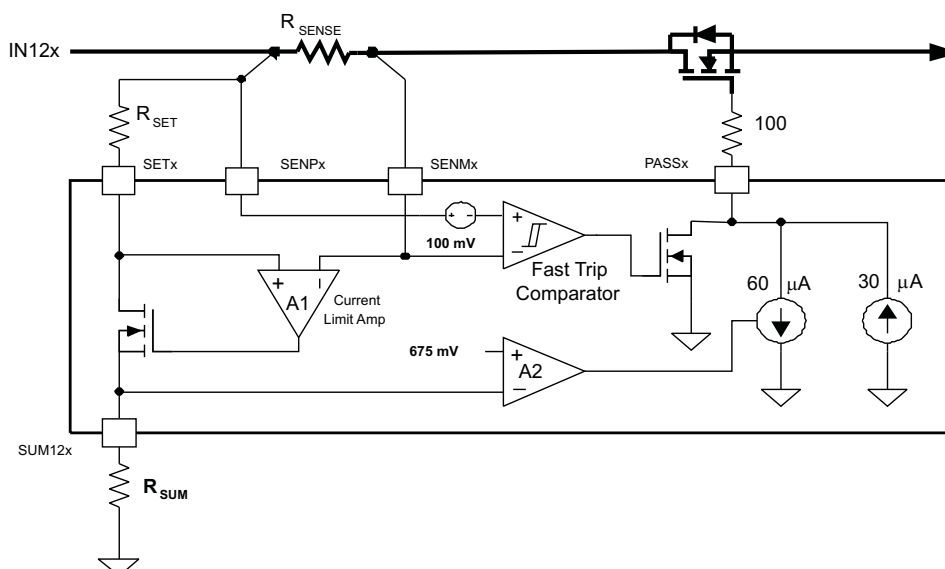 R SENSE
IN12x
R SET
100
SETx
SENPx
SENMx
PASSx
+ -
100 mV
+
−
Fast Trip
Comparator
60 µA
30 µA
+ −
A1
Current
Limit Amp
675 mV
+
A2
−
SUM12x
R SUM